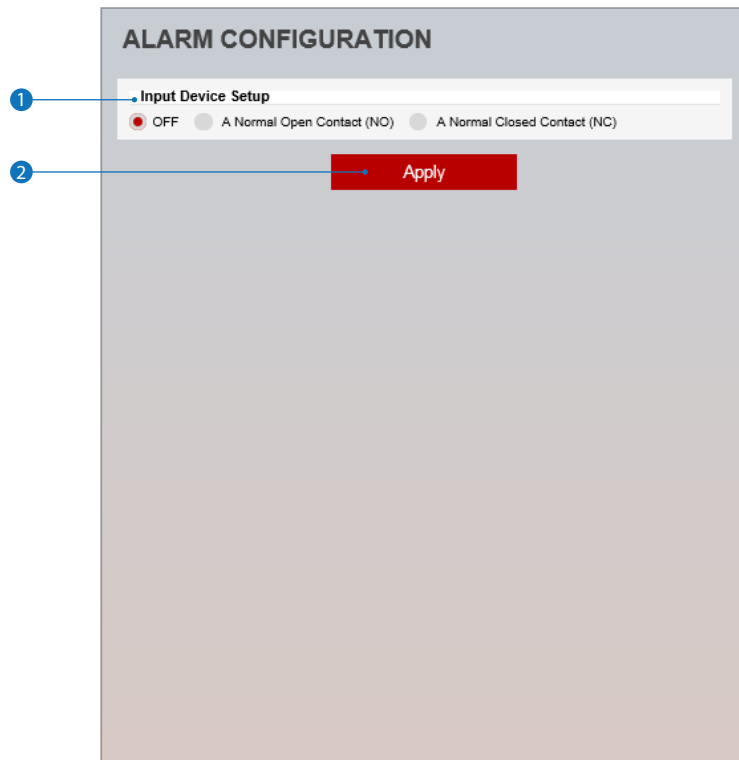 ALARM CONFIGURATION
1
Input Device Setup
OFF A Normal Open Contact (NO) A Normal Closed Contact (NC)
2
Apply